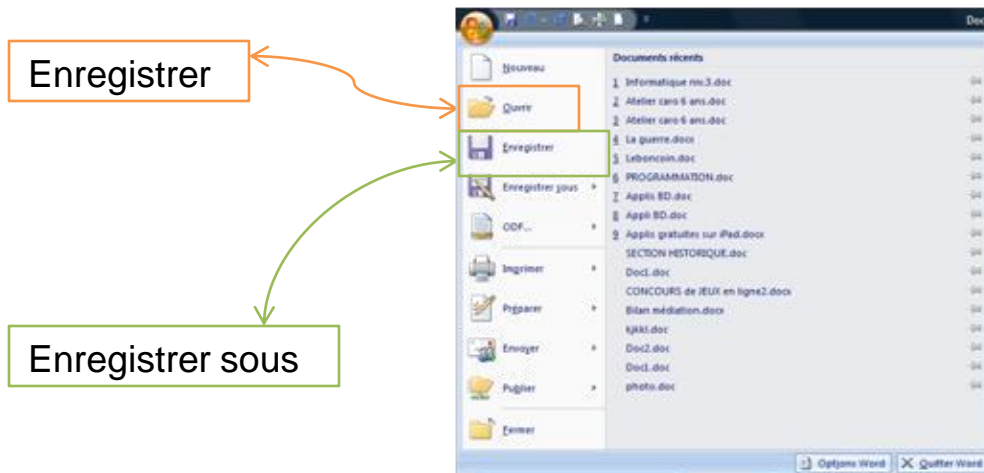 Enregistrer
Enregistrer sous
Doc
Nouveau
Ouvrir
Enregistrer
Enregistrer sous
ODF...
Imprimer
Préparer
Envoyer
Publier
Fermer
Documents récents
1 Informatique niv.3.doc
2 Atelier caro 6 ans.doc
3 Atelier caro 6 ans.doc
4 La guerre.docx
5 Leboncoin.doc
6 PROGRAMMATION.doc
7 Applis BD.doc
8 Appli BD.doc
9 Applis gratuites sur iPad.docx
SECTION HISTORIQUE.doc
Doc1.doc
CONCOURS de JEUX en ligne2.docx
Bilan médiation.docx
Doc2.doc
Doc1.doc
photo.doc
Options Word
Quitter Word